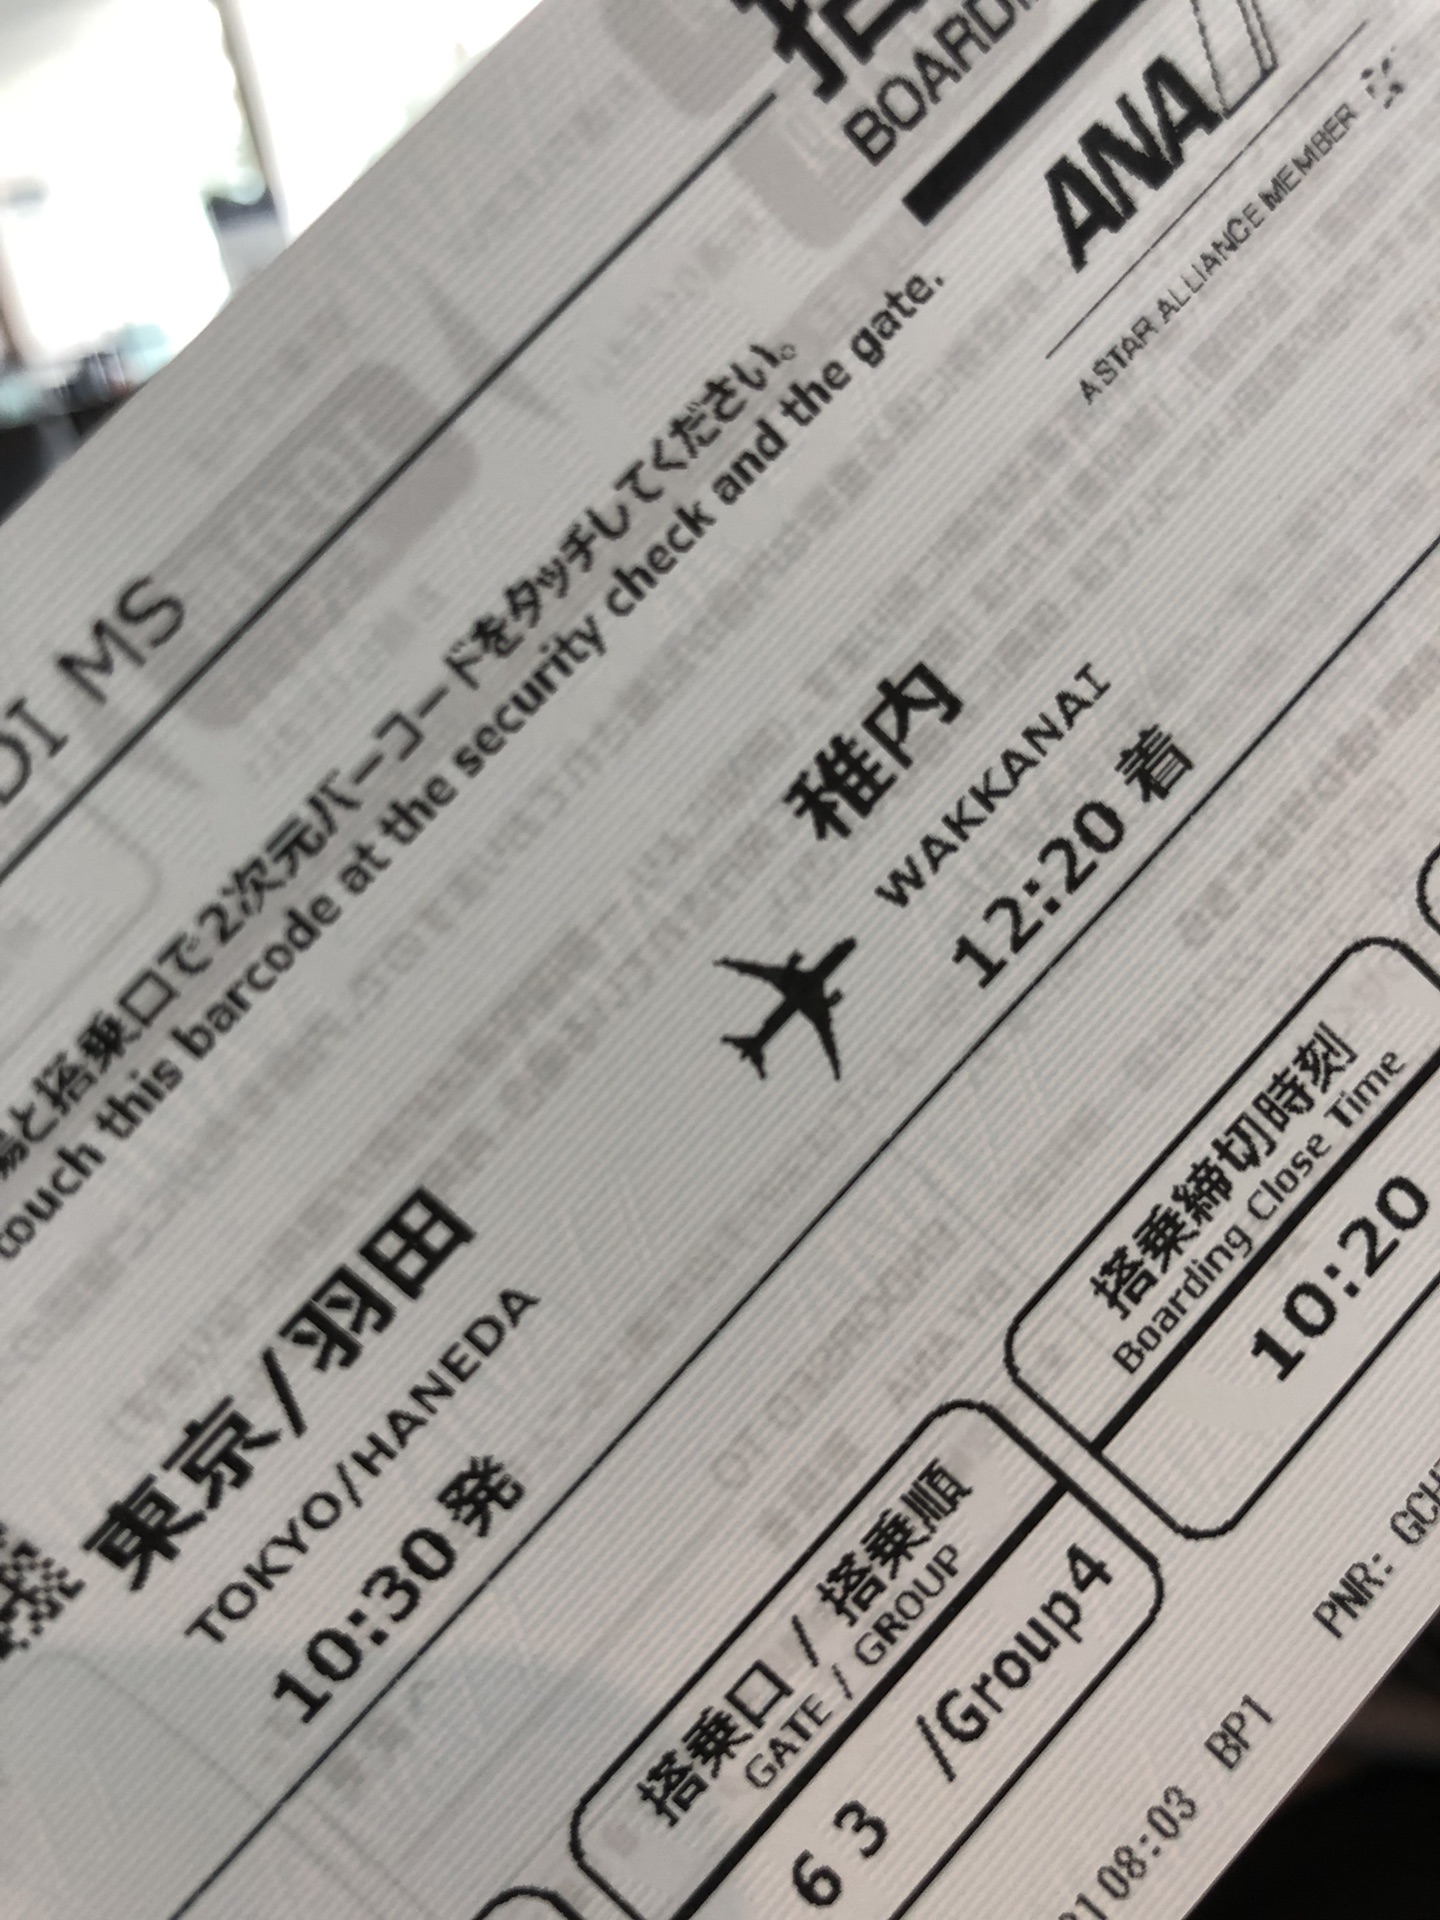 BOARDI
DI MS
ANA
A STAR ALLIANCE MEMBER
と搭乗口で2次元バーコードをタッチしてください。
touch this barcode at the security check and the gate.
東京/羽田
TOKYO/HANEDA
10:30 発
稚内
WAKKANAI
12:20 着
搭乗口 / 搭乗順
GATE / GROUP
63 /Group4
搭乗締切時刻
Boarding Close Time
10:20
PNR: GCH
108:03 BP1